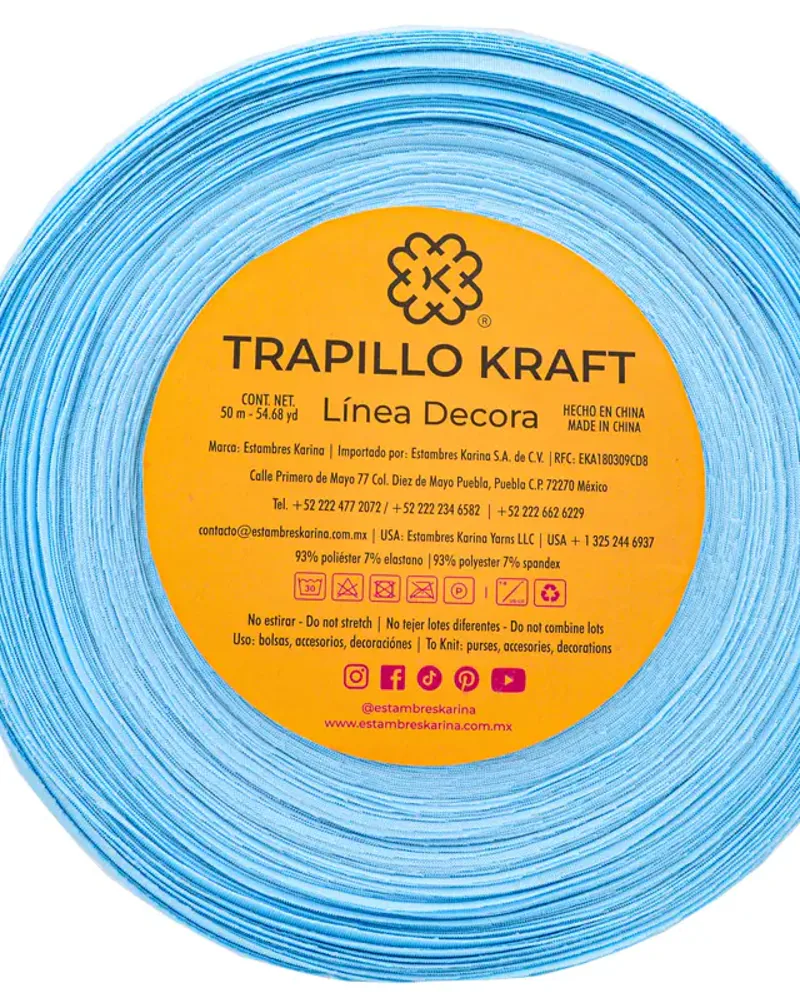 K
®
TRAPILLO KRAFT
CONT. NET.
50 m - 54.68 yd
Línea Decora
HECHO EN CHINA
MADE IN CHINA
Marca: Estambres Karina | Importado por: Estambres Karina S.A. de C.V. | RFC: EKA180309CD8
Calle Primero de Mayo 77 Col. Diez de Mayo Puebla, Puebla C.P. 72270 México
Tel. +52 222 477 2072 / +52 222 234 6582 | +52 222 662 6229
contacto@estambreskarina.com.mx | USA: Estambres Karina Yarns LLC | USA + 1 325 244 6937
93% poliéster 7% elastano |93% polyester 7% spandex
30 P
No estirar - Do not stretch | No tejer lotes diferentes - Do not combine lots
Uso: bolsas, accesorios, decoraciónes | To Knit: purses, accesories, decorations
@estambreskarina
www.estambreskarina.com.mx